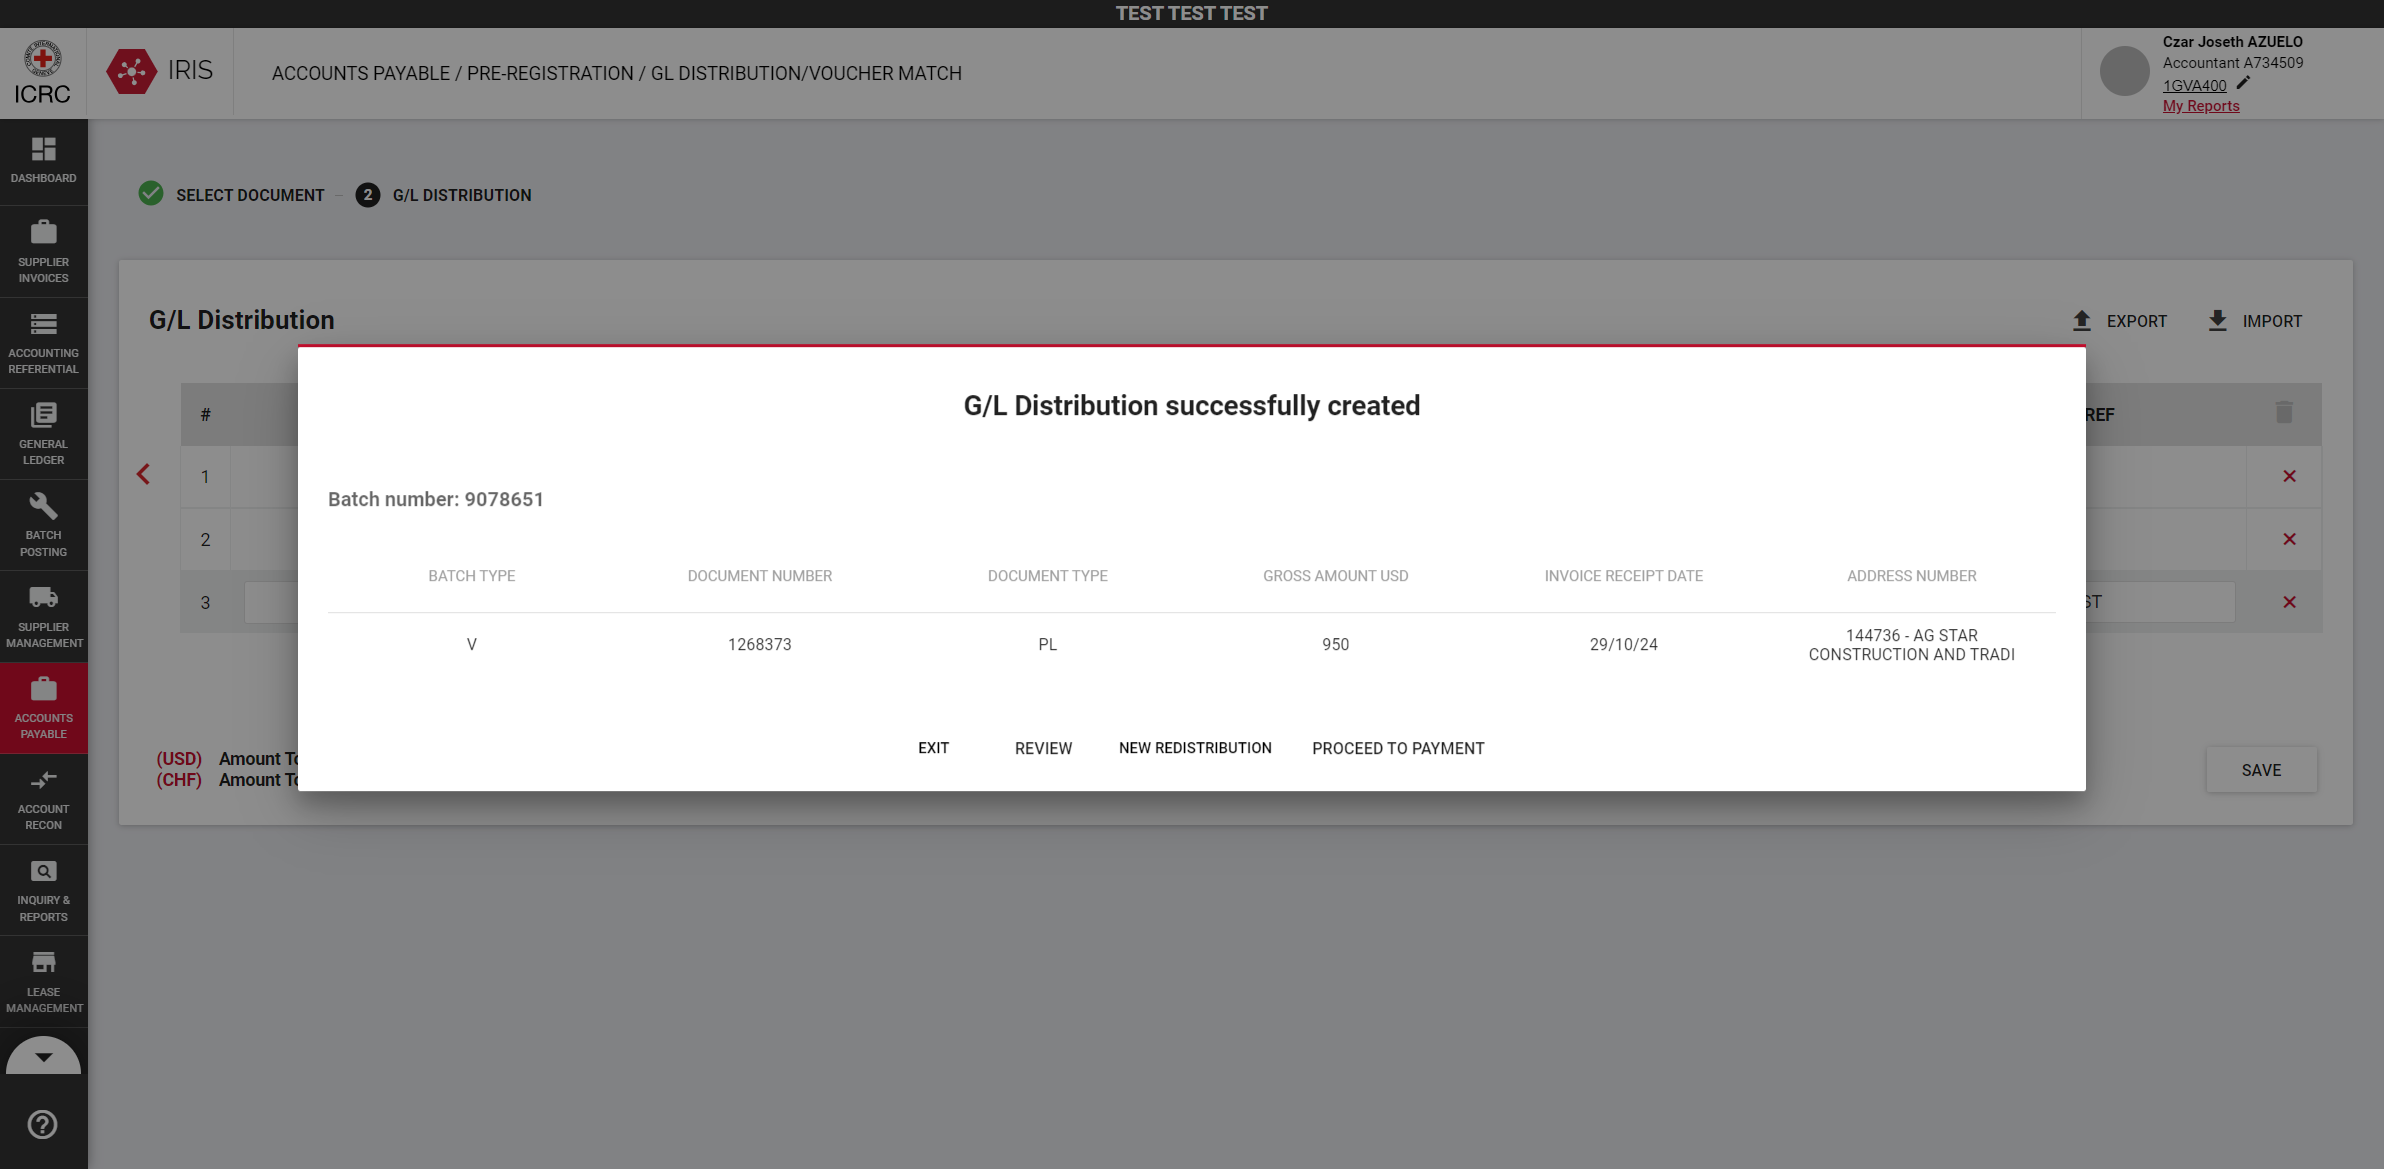 TEST TEST TEST
ICRC
IRIS
ACCOUNTS PAYABLE / PRE-REGISTRATION / GL DISTRIBUTION/VOUCHER MATCH
Czar Joseth AZUELO
Accountant A734509
1GVA400
My Reports
DASHBOARD
SUPPLIER
INVOICES
ACCOUNTING
REFERENTIAL
GENERAL
LEDGER
BATCH
POSTING
SUPPLIER
MANAGEMENT
ACCOUNTS
PAYABLE
ACCOUNT
RECON
INQUIRY &
REPORTS
LEASE
MANAGEMENT
SELECT DOCUMENT
2 G/L DISTRIBUTION
G/L Distribution
EXPORT IMPORT
# REF
1
2
3
(USD) Amount
(CHF) Amount
SAVE
G/L Distribution successfully created
Batch number: 9078651
BATCH TYPE DOCUMENT NUMBER DOCUMENT TYPE GROSS AMOUNT USD INVOICE RECEIPT DATE ADDRESS NUMBER
V 1268373 PL 950 29/10/24 144736 - AG STAR
CONSTRUCTION AND TRADI
EXIT REVIEW NEW REDISTRIBUTION PROCEED TO PAYMENT